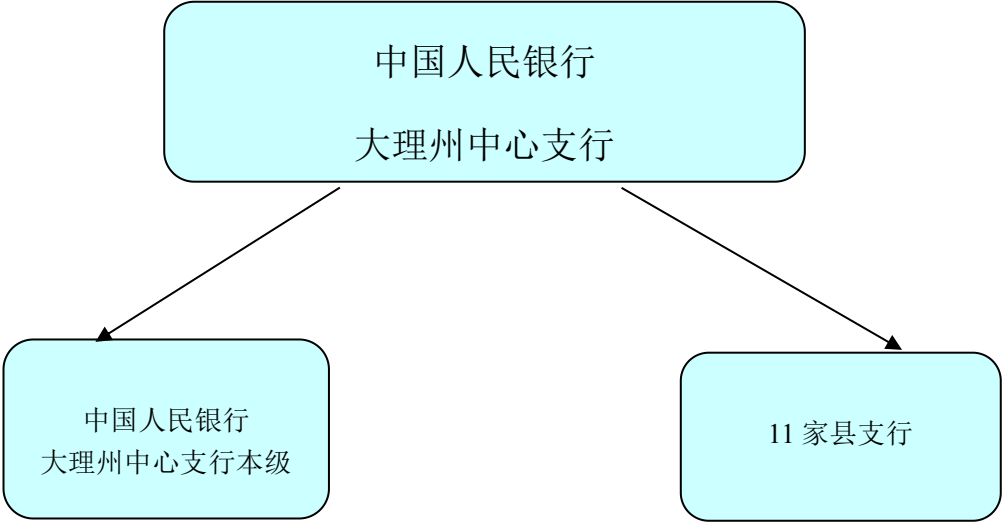 中国人民银行
大理州中心支行
中国人民银行
大理州中心支行本级
11 家县支行